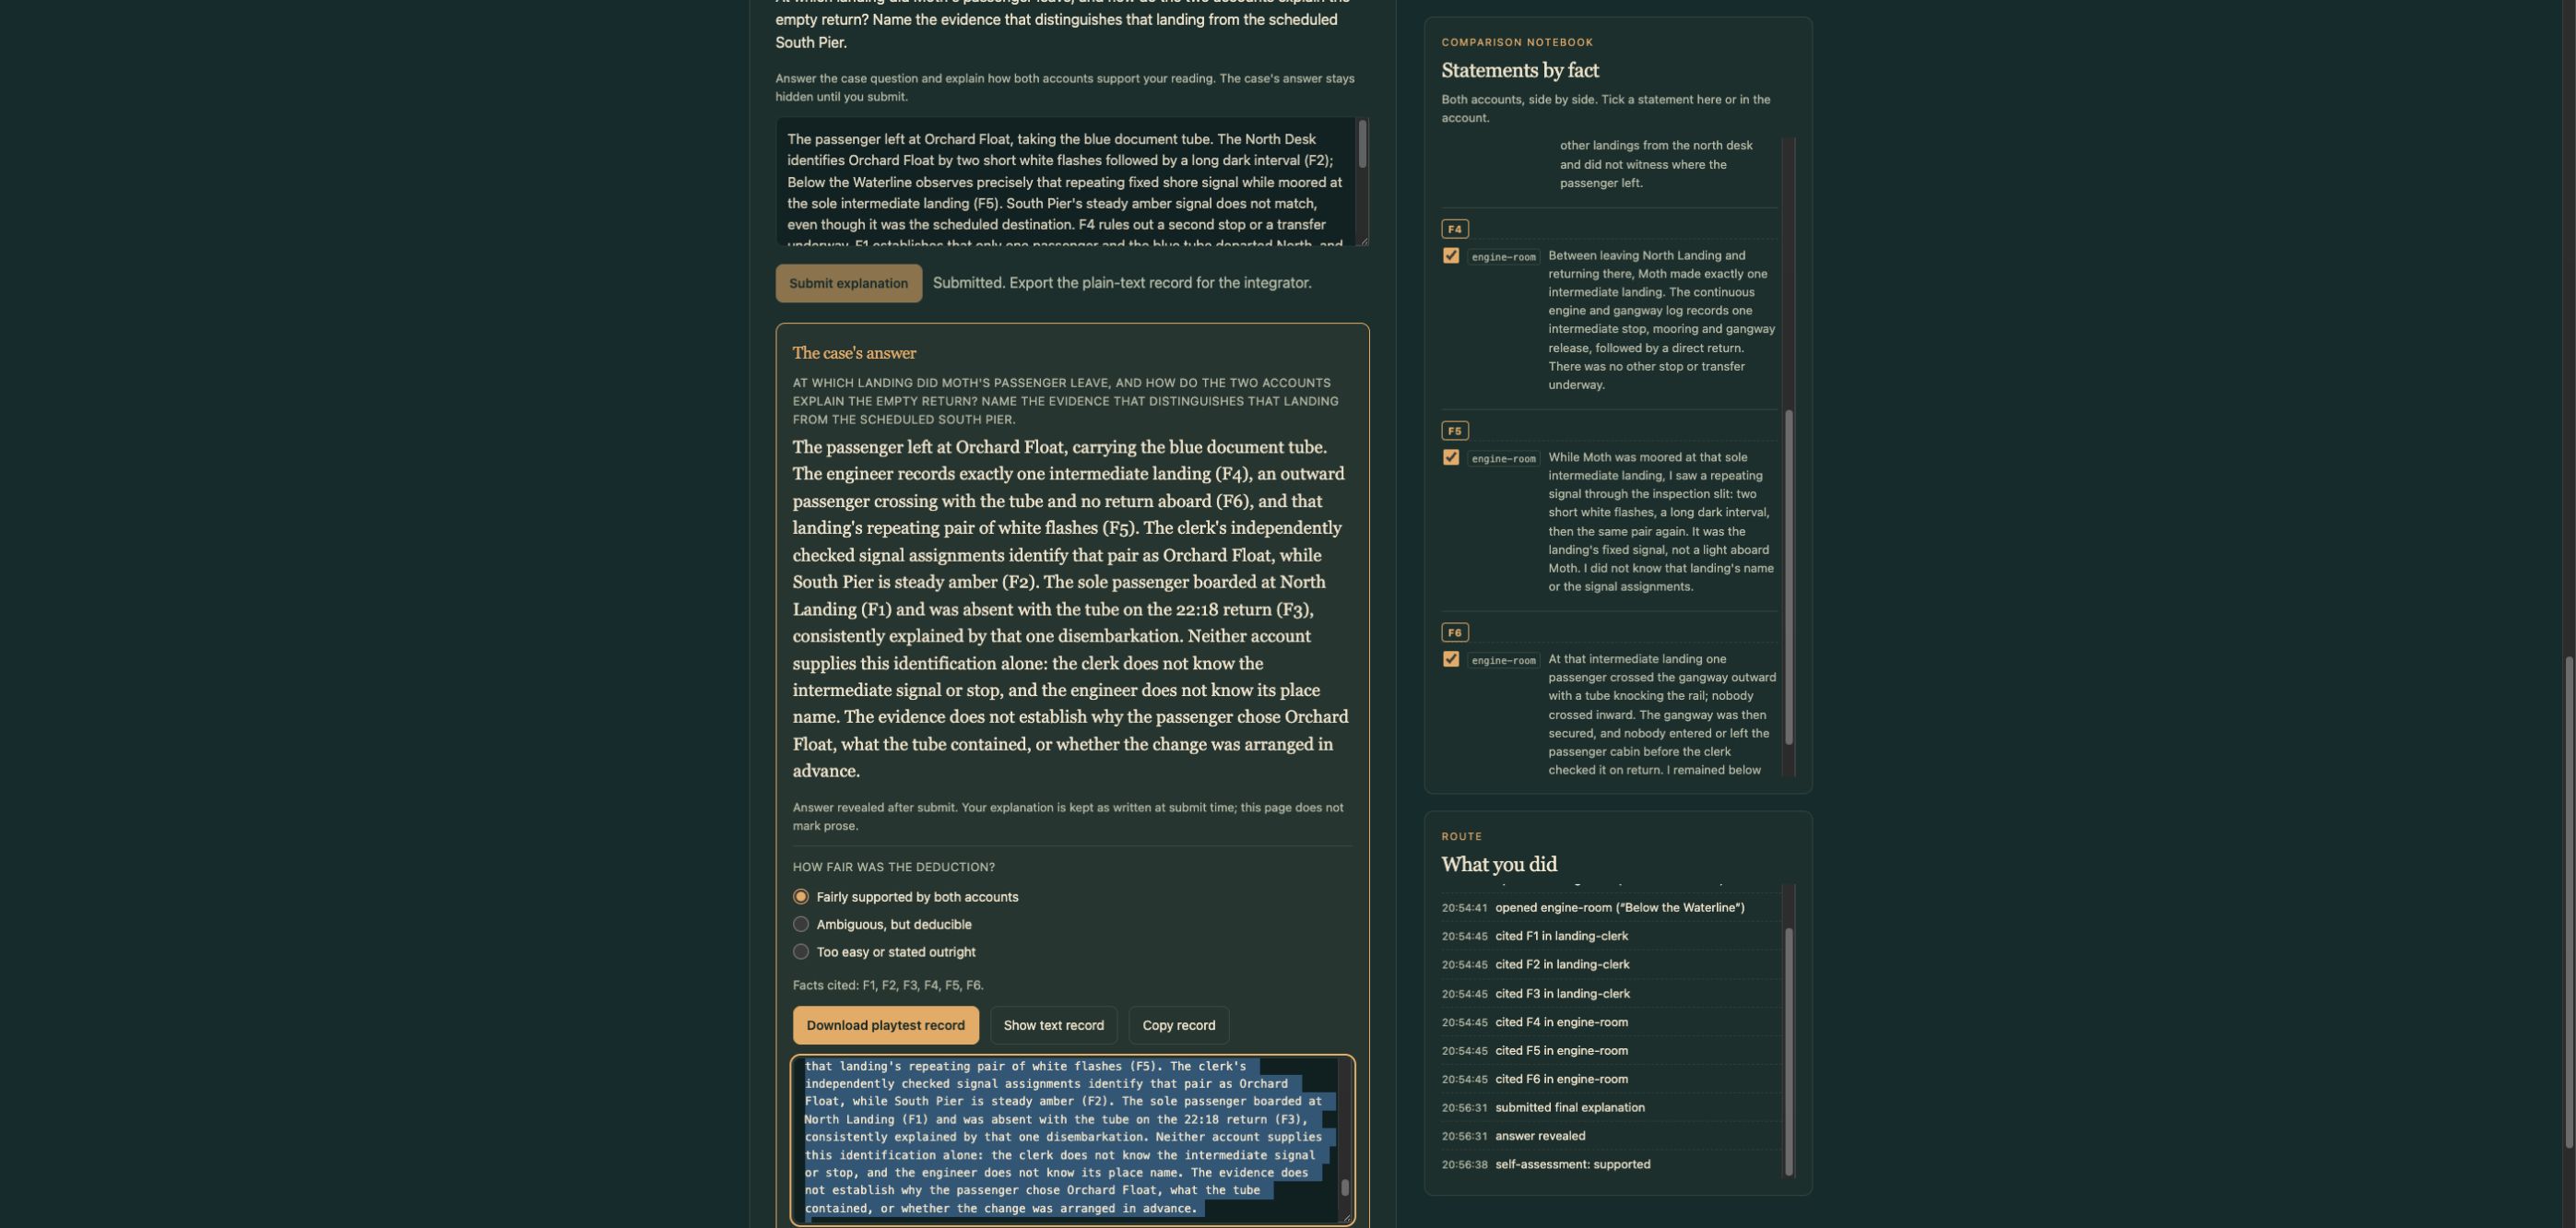 empty return? Name the evidence that distinguishes that landing from the scheduled
South Pier.
Answer the case question and explain how both accounts support your reading. The case's answer stays
hidden until you submit.
The passenger left at Orchard Float, taking the blue document tube. The North Desk
identifies Orchard Float by two short white flashes followed by a long dark interval (F2);
Below the Waterline observes precisely that repeating fixed shore signal while moored at
the sole intermediate landing (F5). South Pier's steady amber signal does not match,
even though it was the scheduled destination. F4 rules out a second stop or a transfer
underway. F1 establishes that only one passenger and the blue tube departed North, and
Submit explanation
Submitted. Export the plain-text record for the integrator.
The case's answer
AT WHICH LANDING DID MOTH'S PASSENGER LEAVE, AND HOW DO THE TWO ACCOUNTS
EXPLAIN THE EMPTY RETURN? NAME THE EVIDENCE THAT DISTINGUISHES THAT LANDING
FROM THE SCHEDULED SOUTH PIER.
The passenger left at Orchard Float, carrying the blue document tube.
The engineer records exactly one intermediate landing (F4), an outward
passenger crossing with the tube and no return aboard (F6), and that
landing's repeating pair of white flashes (F5). The clerk's independently
checked signal assignments identify that pair as Orchard Float, while
South Pier is steady amber (F2). The sole passenger boarded at North
Landing (F1) and was absent with the tube on the 22:18 return (F3),
consistently explained by that one disembarkation. Neither account
supplies this identification alone: the clerk does not know the
intermediate signal or stop, and the engineer does not know its place
name. The evidence does not establish why the passenger chose Orchard
Float, what the tube contained, or whether the change was arranged in
advance.
Answer revealed after submit. Your explanation is kept as written at submit time; this page does not
mark prose.
HOW FAIR WAS THE DEDUCTION?
Fairly supported by both accounts
Ambiguous, but deducible
Too easy or stated outright
Facts cited: F1, F2, F3, F4, F5, F6.
Download playtest record
Show text record
Copy record
that landing's repeating pair of white flashes (F5). The clerk's
independently checked signal assignments identify that pair as Orchard
Float, while South Pier is steady amber (F2). The sole passenger boarded at
North Landing (F1) and was absent with the tube on the 22:18 return (F3),
consistently explained by that one disembarkation. Neither account supplies
this identification alone: the clerk does not know the intermediate signal
or stop, and the engineer does not know its place name. The evidence does
not establish why the passenger chose Orchard Float, what the tube
contained, or whether the change was arranged in advance.
COMPARISON NOTEBOOK
Statements by fact
Both accounts, side by side. Tick a statement here or in the
account.
other landings from the north desk
and did not witness where the
passenger left.
F4
engine-room
Between leaving North Landing and
returning there, Moth made exactly one
intermediate landing. The continuous
engine and gangway log records one
intermediate stop, mooring and gangway
release, followed by a direct return.
There was no other stop or transfer
underway.
F5
engine-room
While Moth was moored at that sole
intermediate landing, I saw a repeating
signal through the inspection slit: two
short white flashes, a long dark interval,
then the same pair again. It was the
landing's fixed signal, not a light aboard
Moth. I did not know that landing's name
or the signal assignments.
F6
engine-room
At that intermediate landing one
passenger crossed the gangway outward
with a tube knocking the rail; nobody
crossed inward. The gangway was then
secured, and nobody entered or left the
passenger cabin before the clerk
checked it on return. I remained below
ROUTE
What you did
20:54:41 opened engine-room ("Below the Waterline")
20:54:45 cited F1 in landing-clerk
20:54:45 cited F2 in landing-clerk
20:54:45 cited F3 in landing-clerk
20:54:45 cited F4 in engine-room
20:54:45 cited F5 in engine-room
20:54:45 cited F6 in engine-room
20:56:31 submitted final explanation
20:56:31 answer revealed
20:56:38 self-assessment: supported